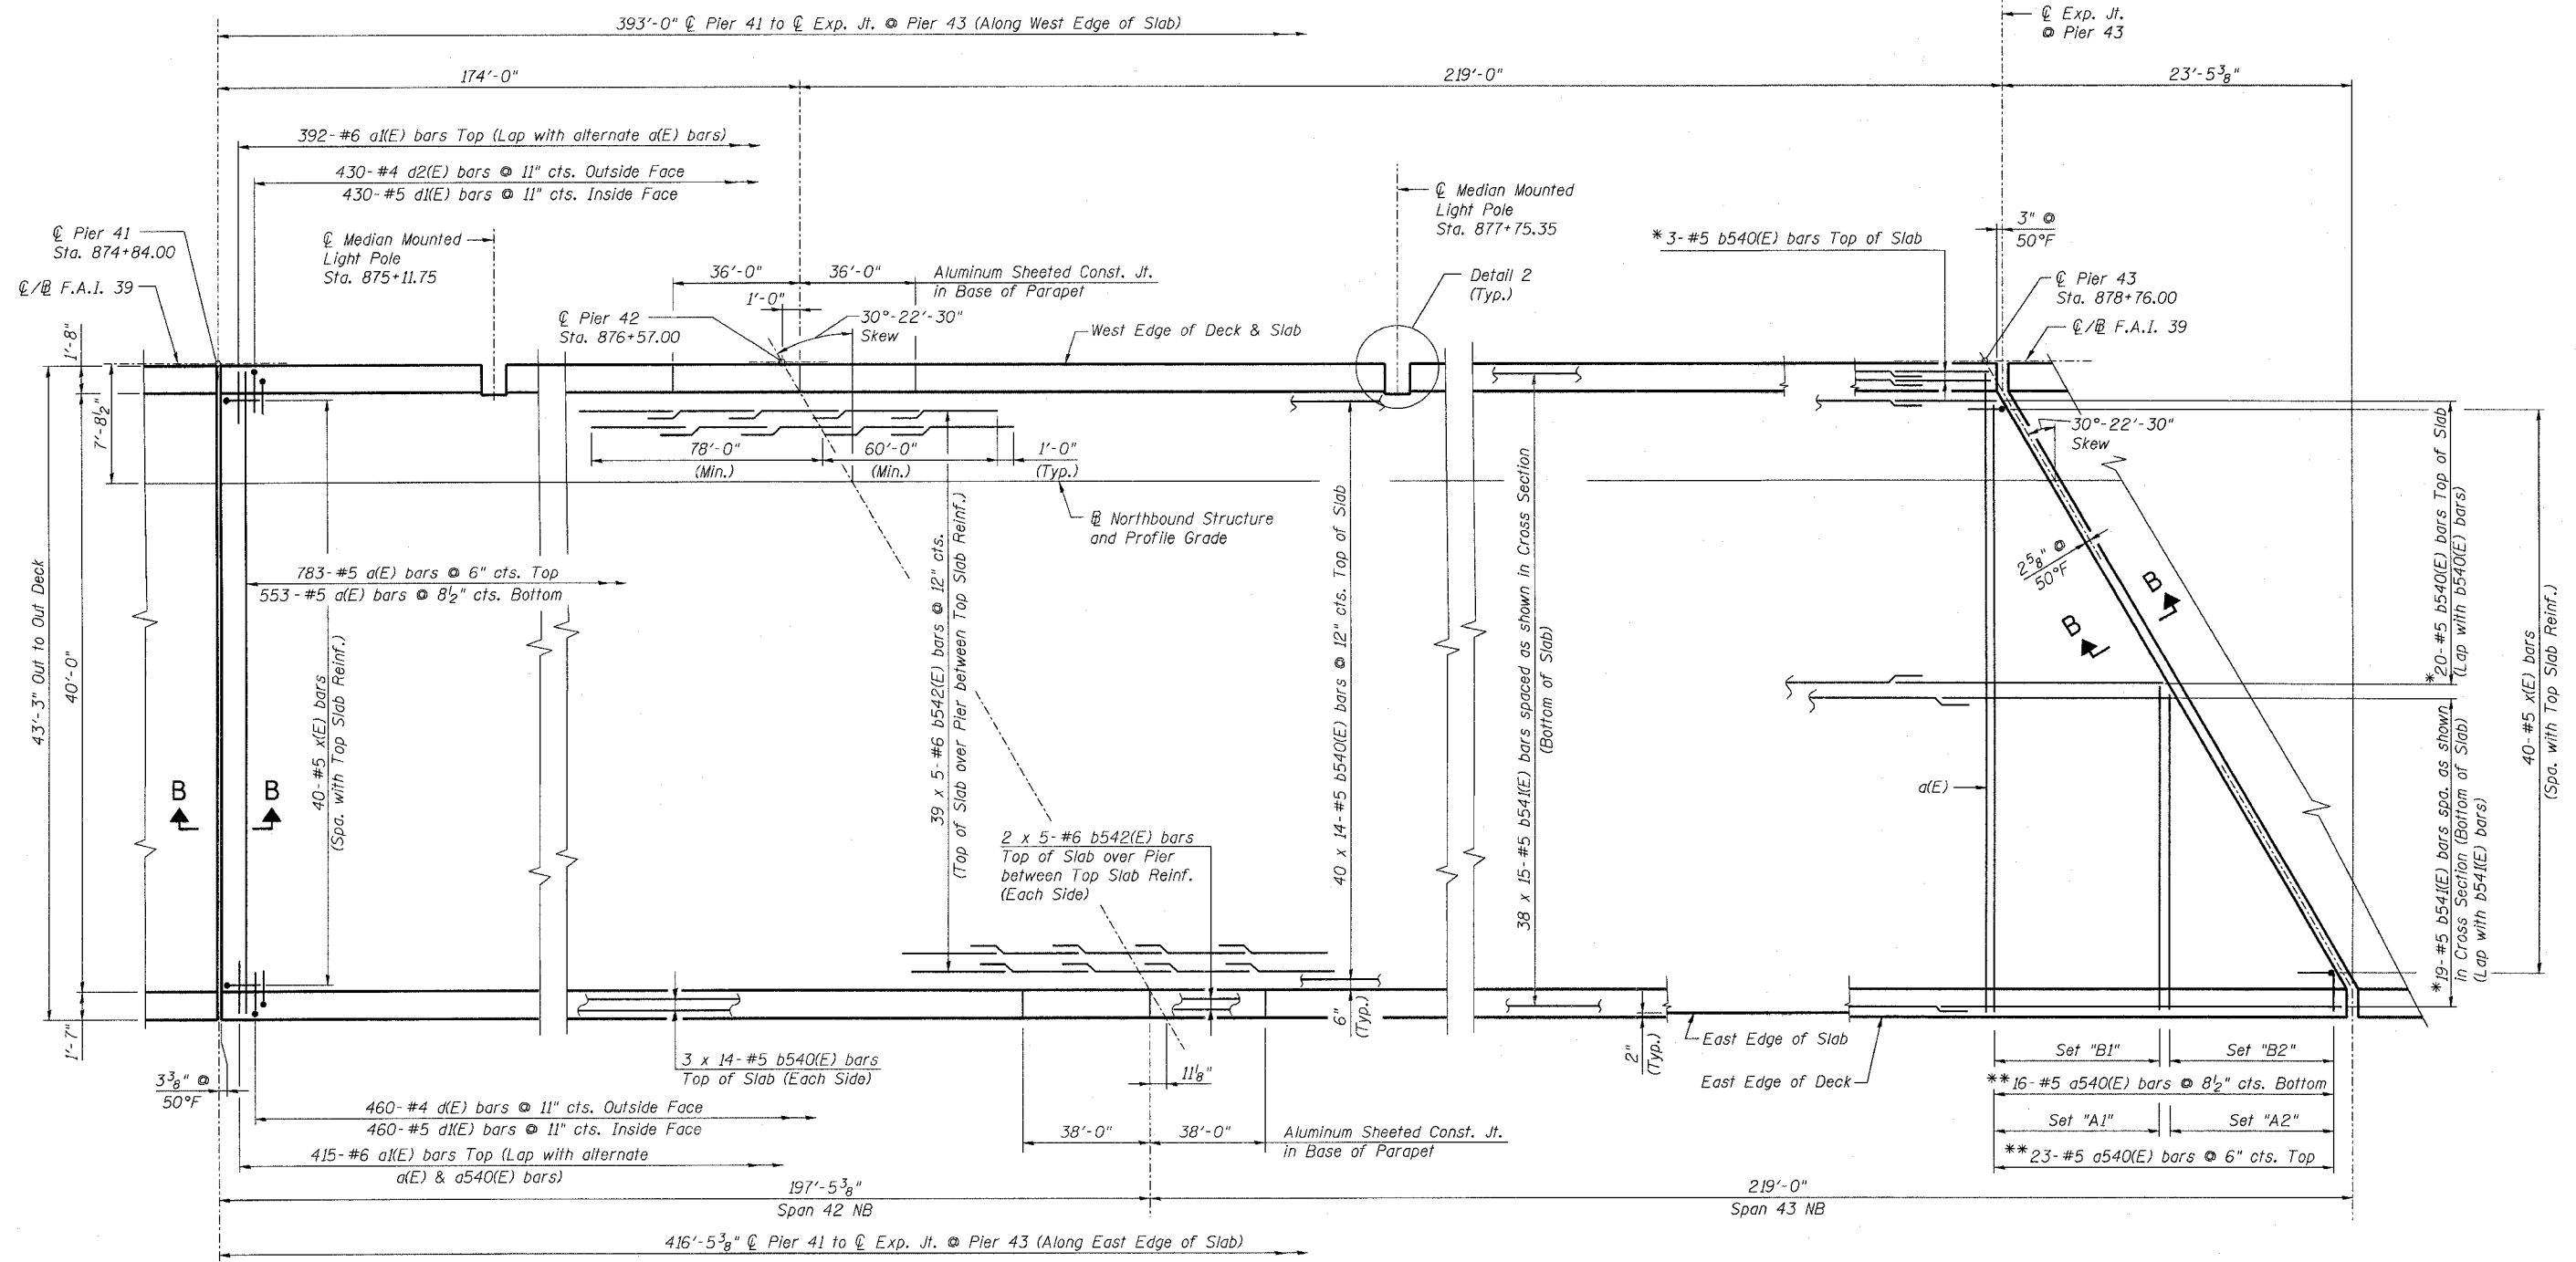 393'-0" ℄ Pier 41 to ℄ Exp. Jt. @ Pier 43 (Along West Edge of Slab)
℄ Exp. Jt.
@ Pier 43
174'-0"
219'-0"
23'-5⅜"
392-#6 a1(E) bars Top (Lap with alternate a(E) bars)
430-#4 d2(E) bars @ 11" cts. Outside Face
430-#5 d1(E) bars @ 11" cts. Inside Face
℄ Pier 41
Sta. 874+84.00
℄ Median Mounted
Light Pole
Sta. 875+11.75
℄/B F.A.I. 39
36'-0"
36'-0"
Aluminum Sheeted Const. Jt.
in Base of Parapet
1'-0"
℄ Pier 42
Sta. 876+57.00
30°-22'-30"
Skew
West Edge of Deck & Slab
℄ Median Mounted
Light Pole
Sta. 877+75.35
Detail 2
(Typ.)
*3-#5 b540(E) bars Top of Slab
3" @
50°F
℄ Pier 43
Sta. 878+76.00
℄/B F.A.I. 39
30°-22'-30"
Skew
1'-8"
7'-8½"
43'-3" Out to Out Deck
40'-0"
1'-7"
78'-0"
(Min.)
60'-0"
(Min.)
1'-0"
(Typ.)
B Northbound Structure
and Profile Grade
783-#5 a(E) bars @ 6" cts. Top
553-#5 a(E) bars @ 8½" cts. Bottom
40-#5 x(E) bars
(Spa. with Top Slab Reinf.)
39 x 5-#6 b542(E) bars @ 12" cts.
(Top of Slab over Pier between Top Slab Reinf.)
40 x 14-#5 b540(E) bars @ 12" cts. Top of Slab
38 x 15-#5 b541(E) bars spaced as shown in Cross Section
(Bottom of Slab)
2⅝" @
50°F
B
B
B
B
a(E)
*20-#5 b540(E) bars Top of Slab
(Lap with b540(E) bars)
*19-#5 b541(E) bars spa. as shown
in Cross Section (Bottom of Slab)
(Lap with b541(E) bars)
40-#5 x(E) bars
(Spa. with Top Slab Reinf.)
2 x 5-#6 b542(E) bars
Top of Slab over Pier
between Top Slab Reinf.
(Each Side)
6"
(Typ.)
2"
(Typ.)
East Edge of Slab
East Edge of Deck
3⅜" @
50°F
3 x 14-#5 b540(E) bars
Top of Slab (Each Side)
11⅛"
Set "B1"
Set "B2"
**16-#5 a540(E) bars @ 8½" cts. Bottom
Set "A1"
Set "A2"
**23-#5 a540(E) bars @ 6" cts. Top
460-#4 d(E) bars @ 11" cts. Outside Face
460-#5 d1(E) bars @ 11" cts. Inside Face
38'-0"
38'-0"
Aluminum Sheeted Const. Jt.
in Base of Parapet
415-#6 a1(E) bars Top (Lap with alternate
a(E) & a540(E) bars)
197'-5⅜"
Span 42 NB
219'-0"
Span 43 NB
416'-5⅜" ℄ Pier 41 to ℄ Exp. Jt. @ Pier 43 (Along East Edge of Slab)